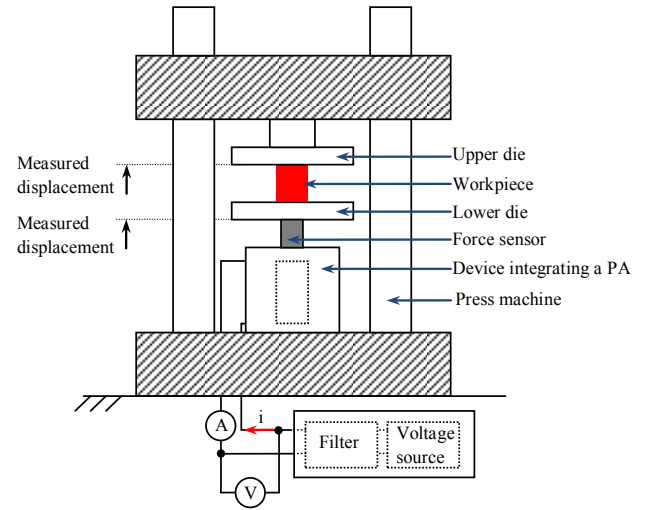 Upper die
Measured
displacement
Workpiece
Lower die
Measured
displacement
Force sensor
Device integrating a PA
Press machine
A
i
Filter
Voltage
source
V